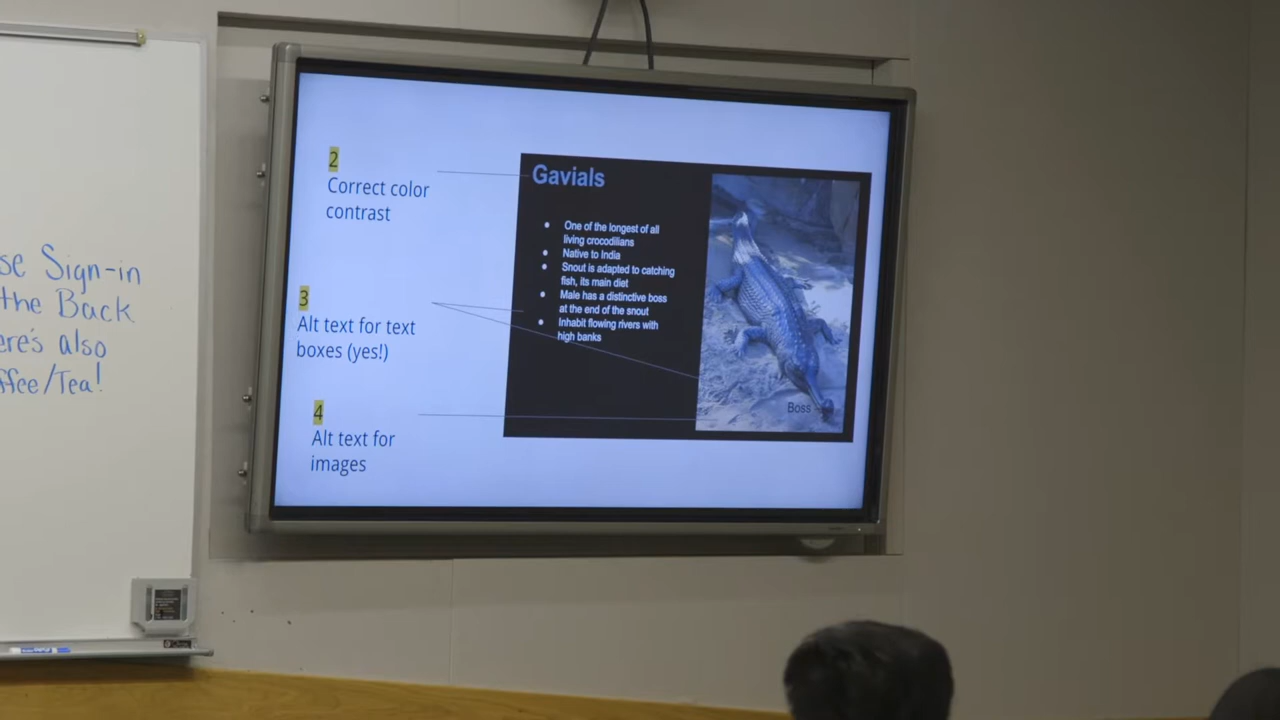 se Sign-in
the Back
ere's also
ffee/Tea!
2
Correct color
contrast
3
Alt text for text
boxes (yes!)
4
Alt text for
images
Gavials
One of the longest of all
living crocodilians
Native to India
Snout is adapted to catching
fish, its main diet
Male has a distinctive boss
at the end of the snout
Inhabit flowing rivers with
high banks
Boss